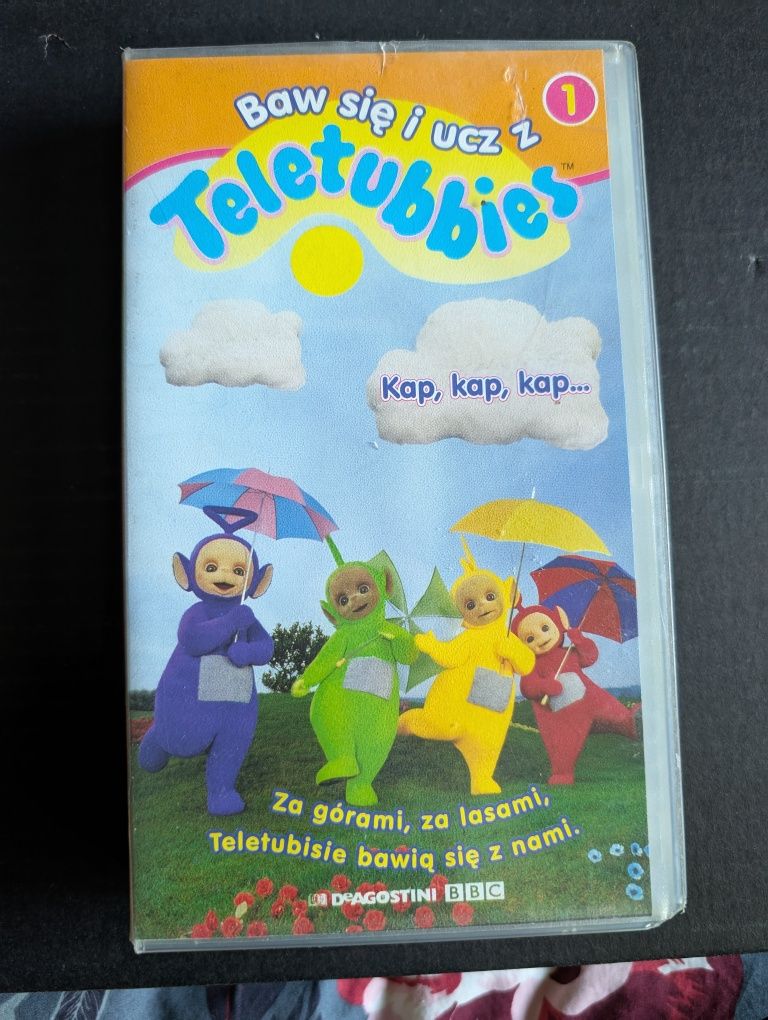 Baw się i ucz z
1
Teletubbies™
Kap, kap, kap...
Za górami, za lasami,
Teletubisie bawią się z nami.
DeAGOSTINI BBC